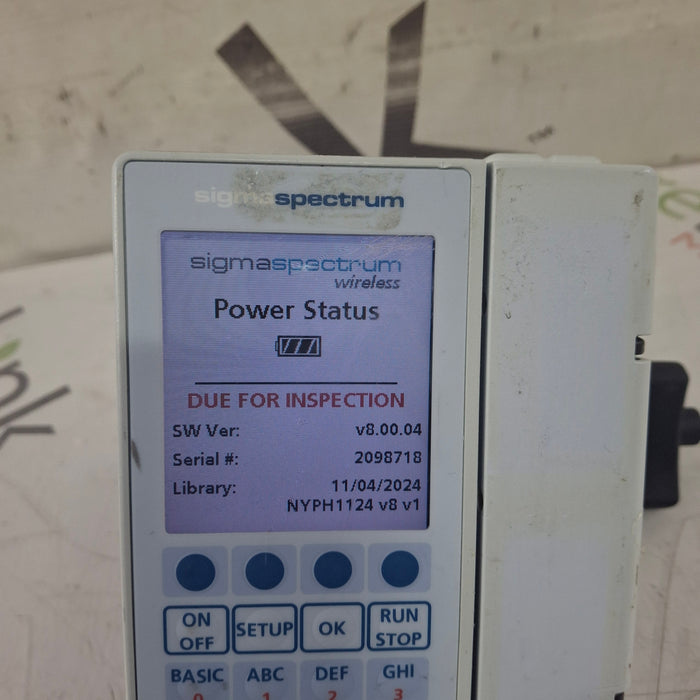 sigmaspectrum
sigmaspectrum
wireless
Power Status
DUE FOR INSPECTION
SW Ver: v8.00.04
Serial #: 2098718
Library: 11/04/2024
NYPH1124 v8 v1
ON OFF SETUP OK RUN STOP
BASIC ABC DEF GHI
0 1 2 3